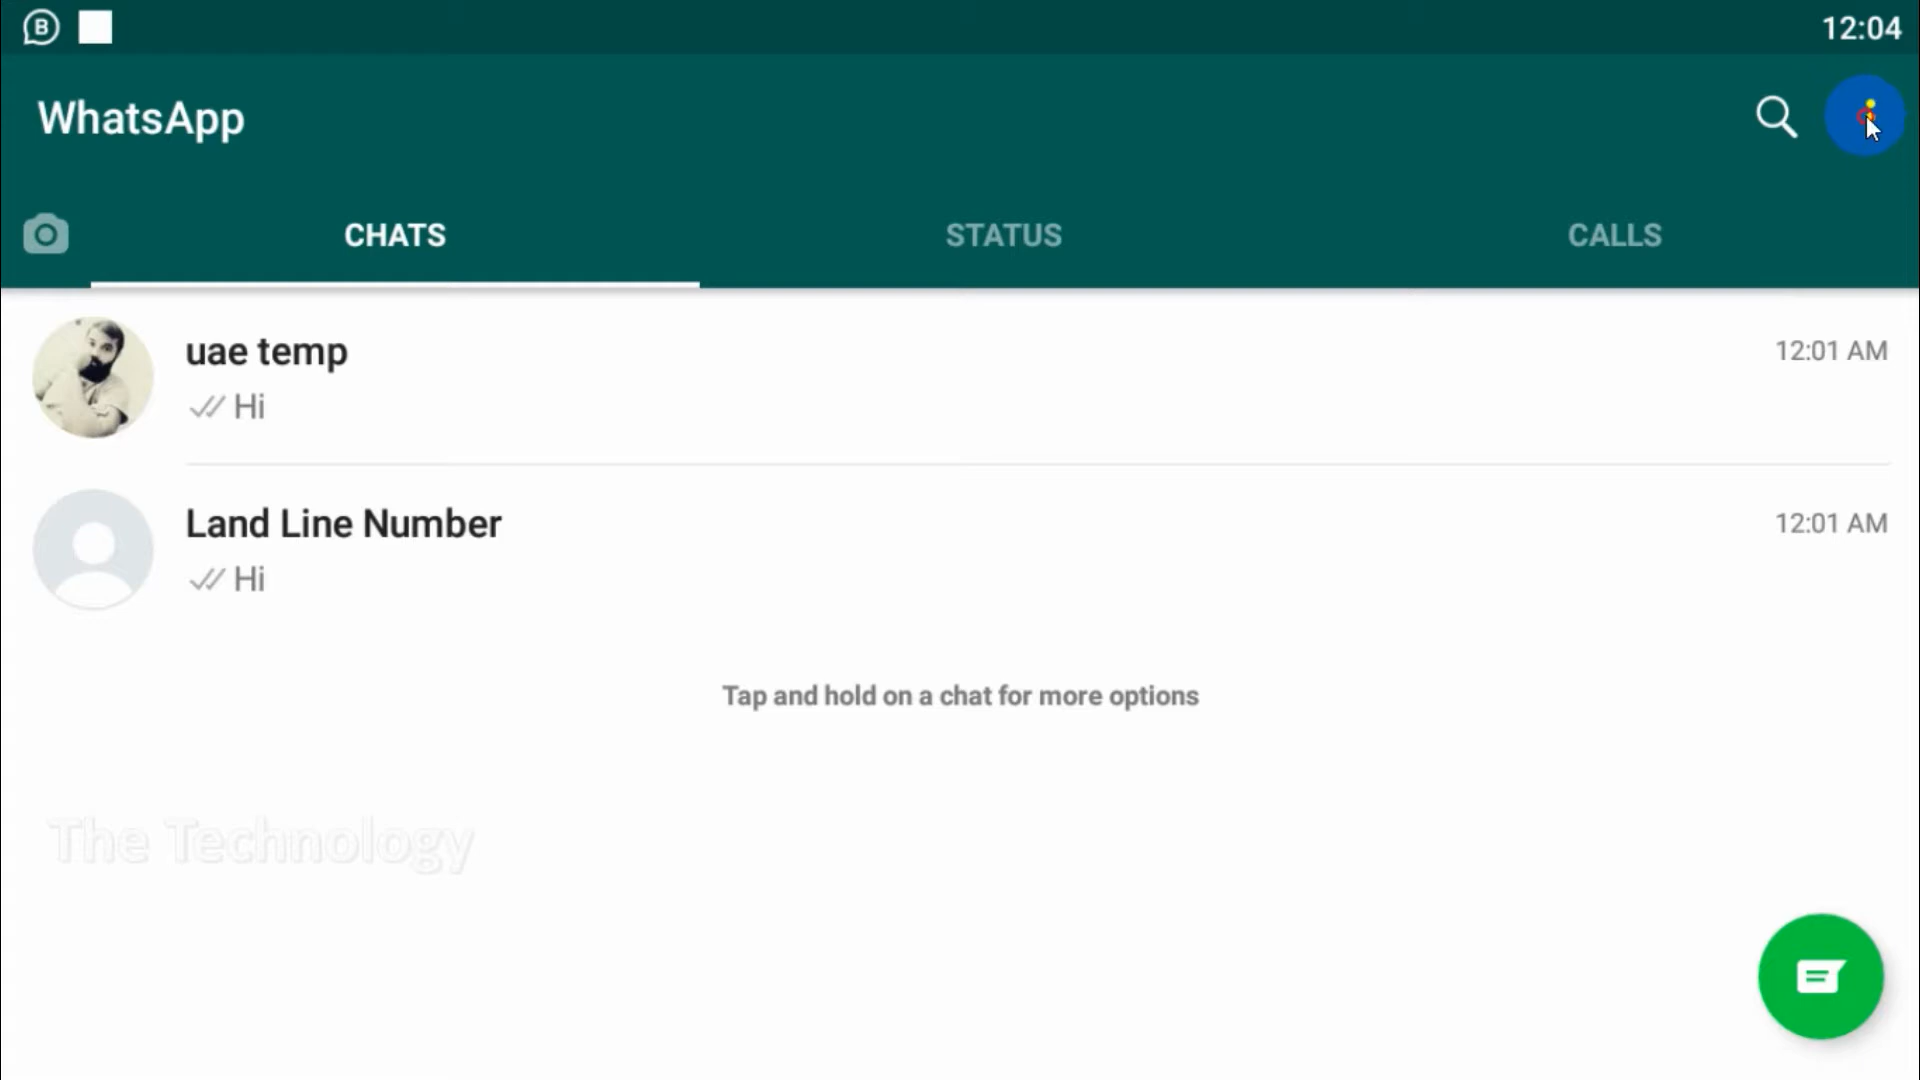 B
12:04
WhatsApp
CHATS
STATUS
CALLS
uae temp
12:01 AM
Hi
Land Line Number
12:01 AM
Hi
Tap and hold on a chat for more options
The Technology